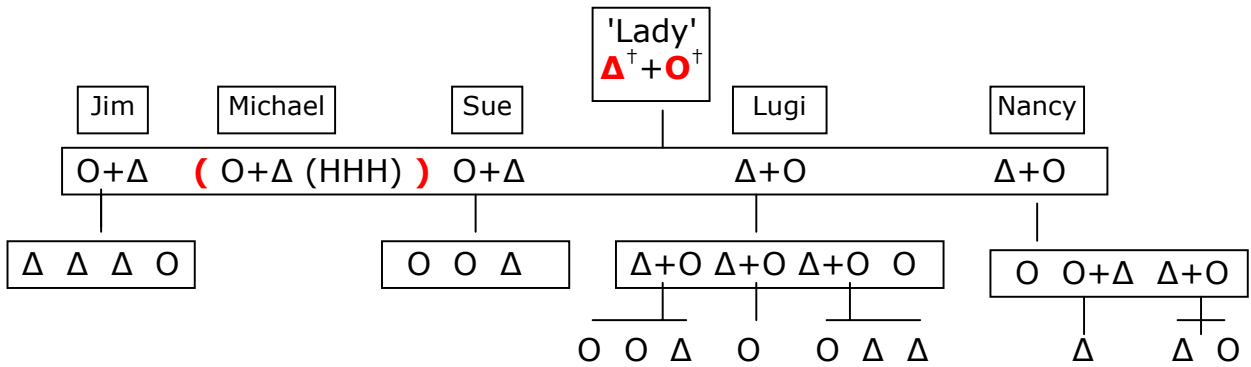 'Lady'
Δ†+O†
Jim Michael Sue Lugi Nancy
O+Δ ( O+Δ (HHH) ) O+Δ Δ+O Δ+O
Δ Δ Δ O O O Δ Δ+O Δ+O Δ+O O O O+Δ Δ+O
O O Δ O O Δ Δ Δ Δ O